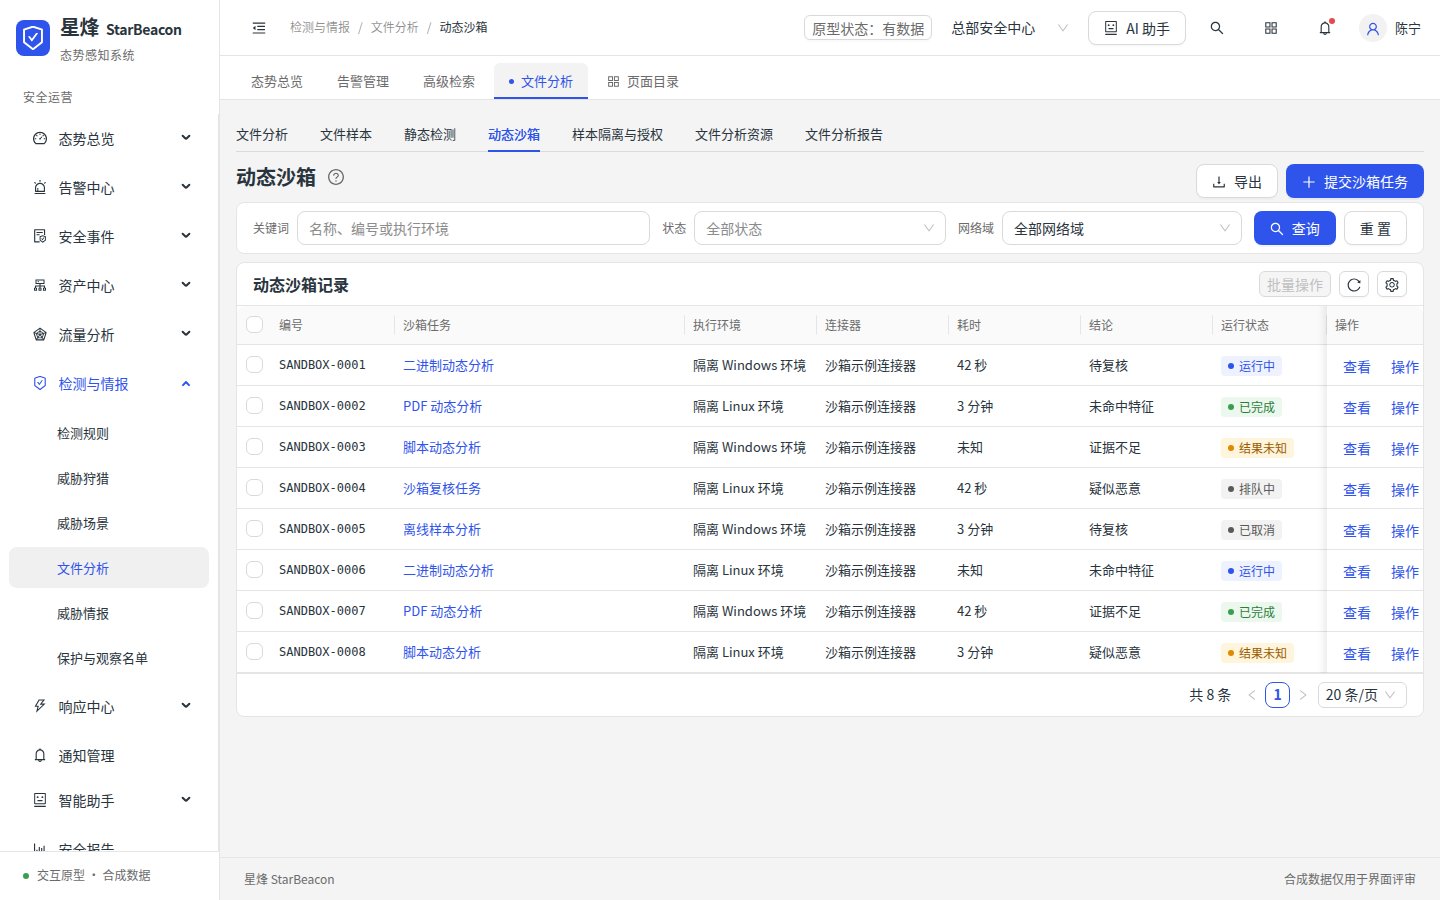 星烽 StarBeacon
态势感知系统
安全运营
态势总览
告警中心
安全事件
资产中心
流量分析
检测与情报
检测规则
威胁狩猎
威胁场景
文件分析
威胁情报
保护与观察名单
响应中心
通知管理
智能助手
安全报告
交互原型 · 合成数据
检测与情报 / 文件分析 / 动态沙箱
原型状态：有数据
总部安全中心
AI 助手
陈宁
态势总览 告警管理 高级检索 文件分析 页面目录
文件分析 文件样本 静态检测 动态沙箱 样本隔离与授权 文件分析资源 文件分析报告
动态沙箱
导出
提交沙箱任务
关键词 名称、编号或执行环境 状态 全部状态 网络域 全部网络域 查询 重 置
动态沙箱记录
批量操作
编号 沙箱任务 执行环境 连接器 耗时 结论 运行状态 操作
SANDBOX-0001 二进制动态分析 隔离 Windows 环境 沙箱示例连接器 42 秒 待复核 运行中 查看 操作
SANDBOX-0002 PDF 动态分析 隔离 Linux 环境 沙箱示例连接器 3 分钟 未命中特征 已完成 查看 操作
SANDBOX-0003 脚本动态分析 隔离 Windows 环境 沙箱示例连接器 未知 证据不足 结果未知 查看 操作
SANDBOX-0004 沙箱复核任务 隔离 Linux 环境 沙箱示例连接器 42 秒 疑似恶意 排队中 查看 操作
SANDBOX-0005 离线样本分析 隔离 Windows 环境 沙箱示例连接器 3 分钟 待复核 已取消 查看 操作
SANDBOX-0006 二进制动态分析 隔离 Linux 环境 沙箱示例连接器 未知 未命中特征 运行中 查看 操作
SANDBOX-0007 PDF 动态分析 隔离 Windows 环境 沙箱示例连接器 42 秒 证据不足 已完成 查看 操作
SANDBOX-0008 脚本动态分析 隔离 Linux 环境 沙箱示例连接器 3 分钟 疑似恶意 结果未知 查看 操作
共 8 条 1 20 条/页
星烽 StarBeacon
合成数据仅用于界面评审